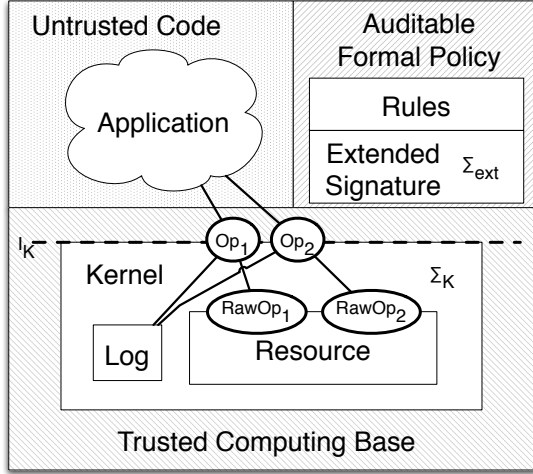 Untrusted Code
Auditable
Formal Policy
Application
Rules
Extended
Signature Σext
Op1
Op2
IK
Kernel
ΣK
RawOp1
RawOp2
Log
Resource
Trusted Computing Base